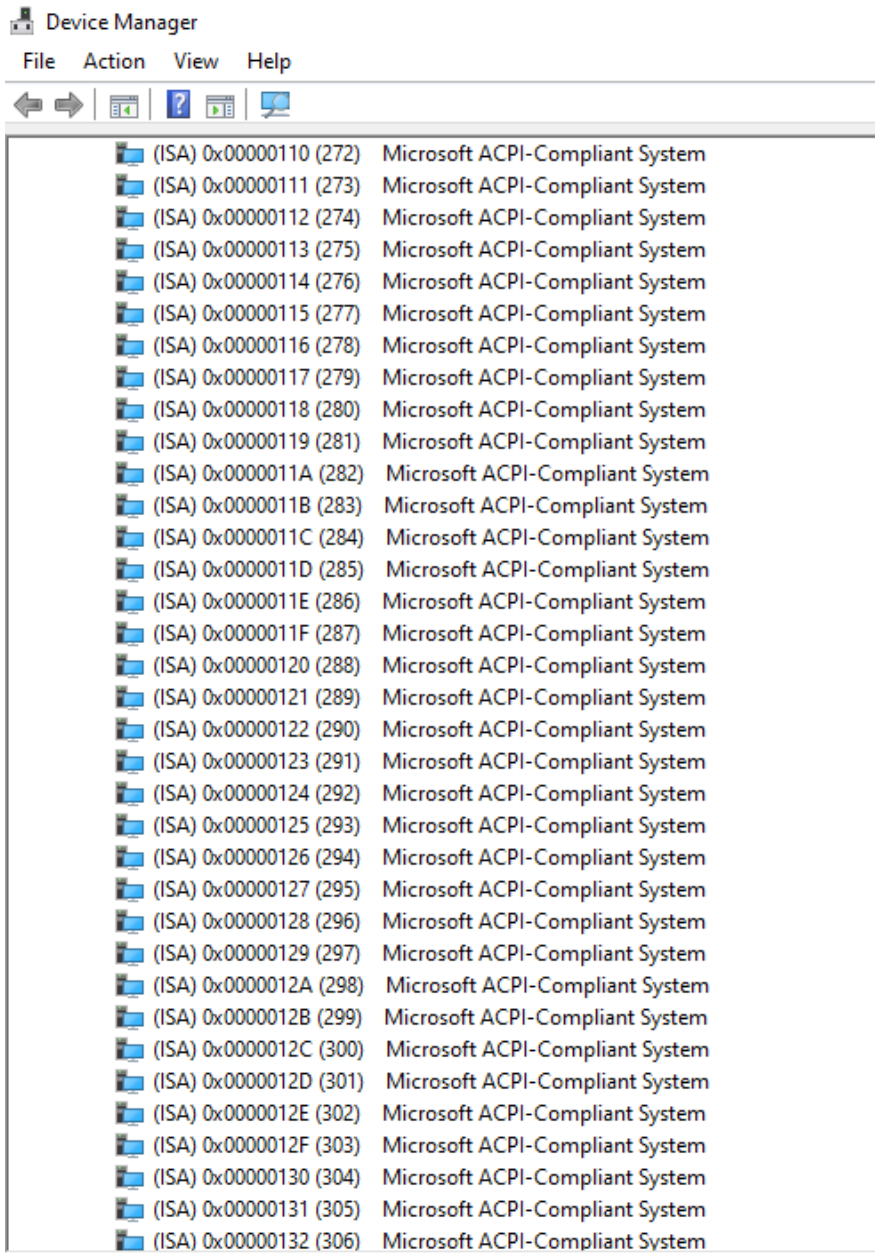 Device Manager
File Action View Help
(ISA) 0x00000110 (272) Microsoft ACPI-Compliant System
(ISA) 0x00000111 (273) Microsoft ACPI-Compliant System
(ISA) 0x00000112 (274) Microsoft ACPI-Compliant System
(ISA) 0x00000113 (275) Microsoft ACPI-Compliant System
(ISA) 0x00000114 (276) Microsoft ACPI-Compliant System
(ISA) 0x00000115 (277) Microsoft ACPI-Compliant System
(ISA) 0x00000116 (278) Microsoft ACPI-Compliant System
(ISA) 0x00000117 (279) Microsoft ACPI-Compliant System
(ISA) 0x00000118 (280) Microsoft ACPI-Compliant System
(ISA) 0x00000119 (281) Microsoft ACPI-Compliant System
(ISA) 0x0000011A (282) Microsoft ACPI-Compliant System
(ISA) 0x0000011B (283) Microsoft ACPI-Compliant System
(ISA) 0x0000011C (284) Microsoft ACPI-Compliant System
(ISA) 0x0000011D (285) Microsoft ACPI-Compliant System
(ISA) 0x0000011E (286) Microsoft ACPI-Compliant System
(ISA) 0x0000011F (287) Microsoft ACPI-Compliant System
(ISA) 0x00000120 (288) Microsoft ACPI-Compliant System
(ISA) 0x00000121 (289) Microsoft ACPI-Compliant System
(ISA) 0x00000122 (290) Microsoft ACPI-Compliant System
(ISA) 0x00000123 (291) Microsoft ACPI-Compliant System
(ISA) 0x00000124 (292) Microsoft ACPI-Compliant System
(ISA) 0x00000125 (293) Microsoft ACPI-Compliant System
(ISA) 0x00000126 (294) Microsoft ACPI-Compliant System
(ISA) 0x00000127 (295) Microsoft ACPI-Compliant System
(ISA) 0x00000128 (296) Microsoft ACPI-Compliant System
(ISA) 0x00000129 (297) Microsoft ACPI-Compliant System
(ISA) 0x0000012A (298) Microsoft ACPI-Compliant System
(ISA) 0x0000012B (299) Microsoft ACPI-Compliant System
(ISA) 0x0000012C (300) Microsoft ACPI-Compliant System
(ISA) 0x0000012D (301) Microsoft ACPI-Compliant System
(ISA) 0x0000012E (302) Microsoft ACPI-Compliant System
(ISA) 0x0000012F (303) Microsoft ACPI-Compliant System
(ISA) 0x00000130 (304) Microsoft ACPI-Compliant System
(ISA) 0x00000131 (305) Microsoft ACPI-Compliant System
(ISA) 0x00000132 (306) Microsoft ACPI-Compliant System